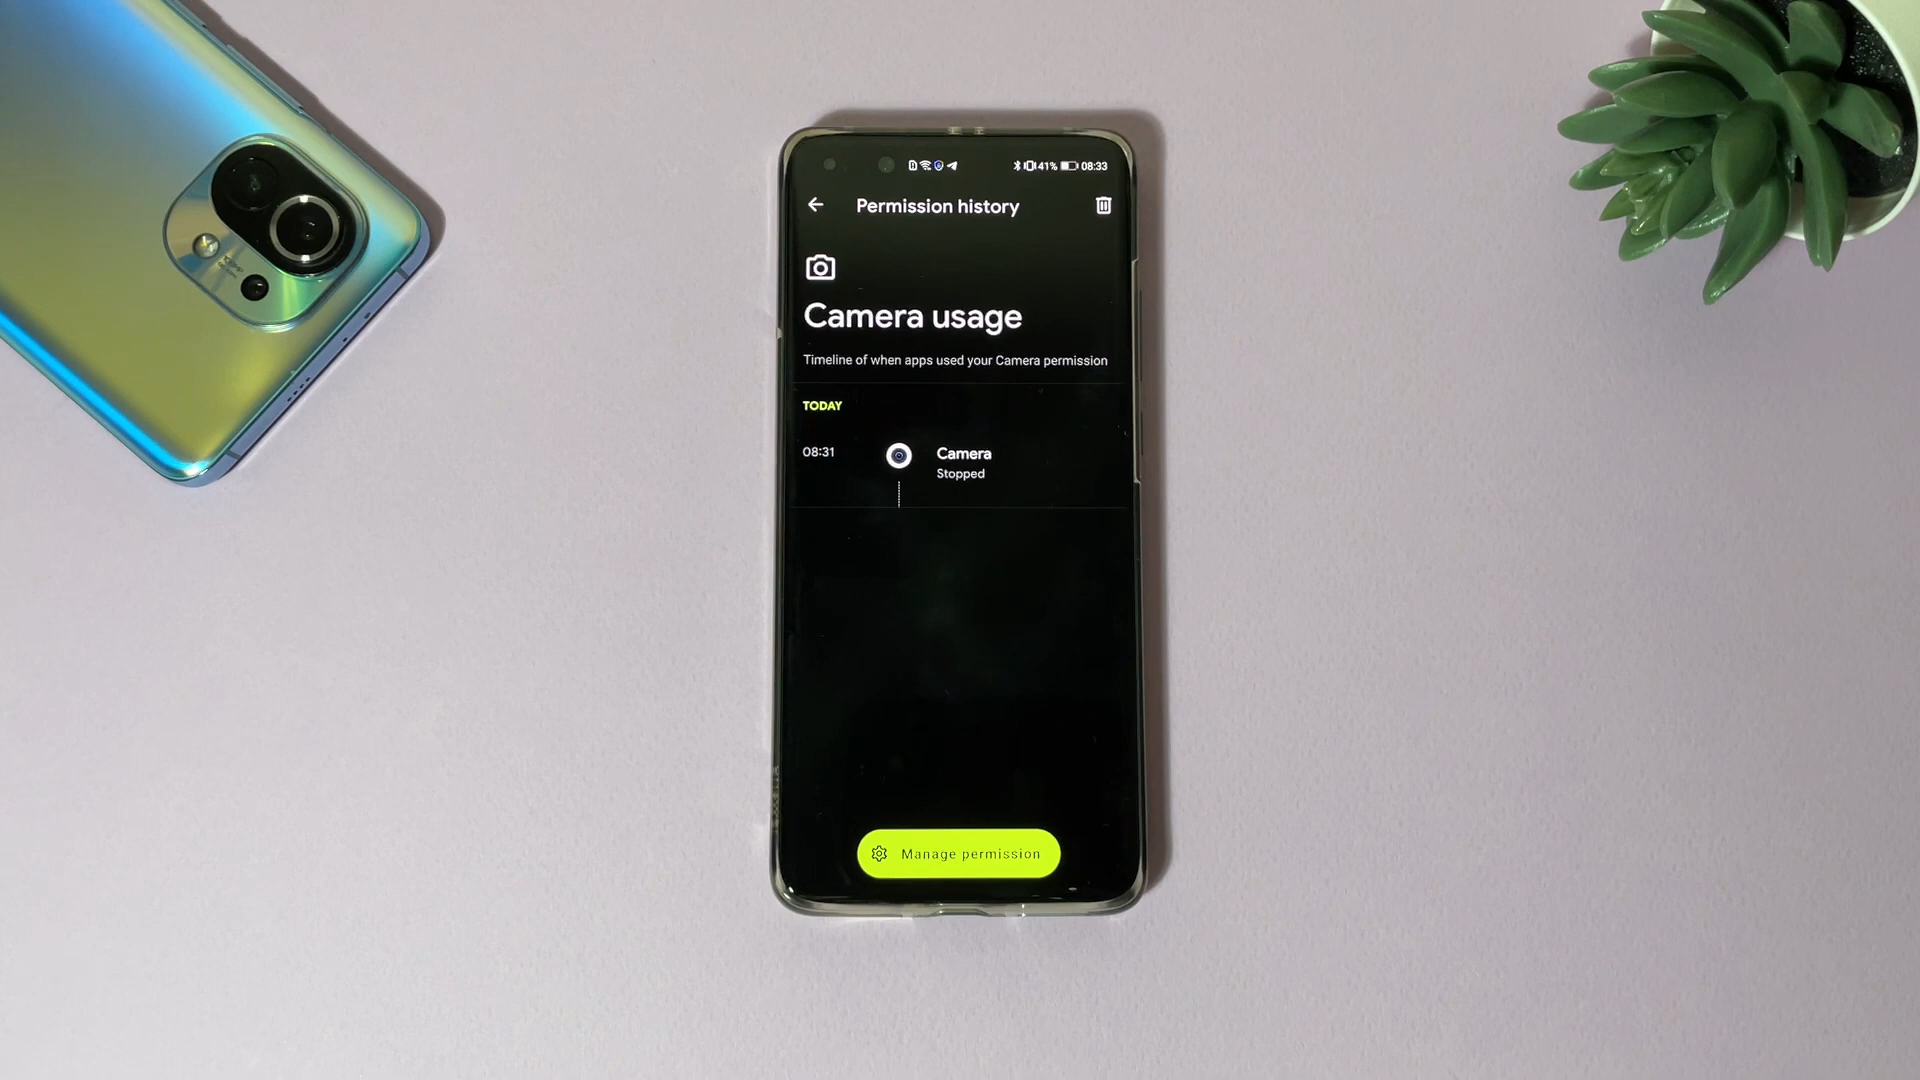 41% 08:33
Permission history
Camera usage
Timeline of when apps used your Camera permission
TODAY
08:31
Camera
Stopped
Manage permission